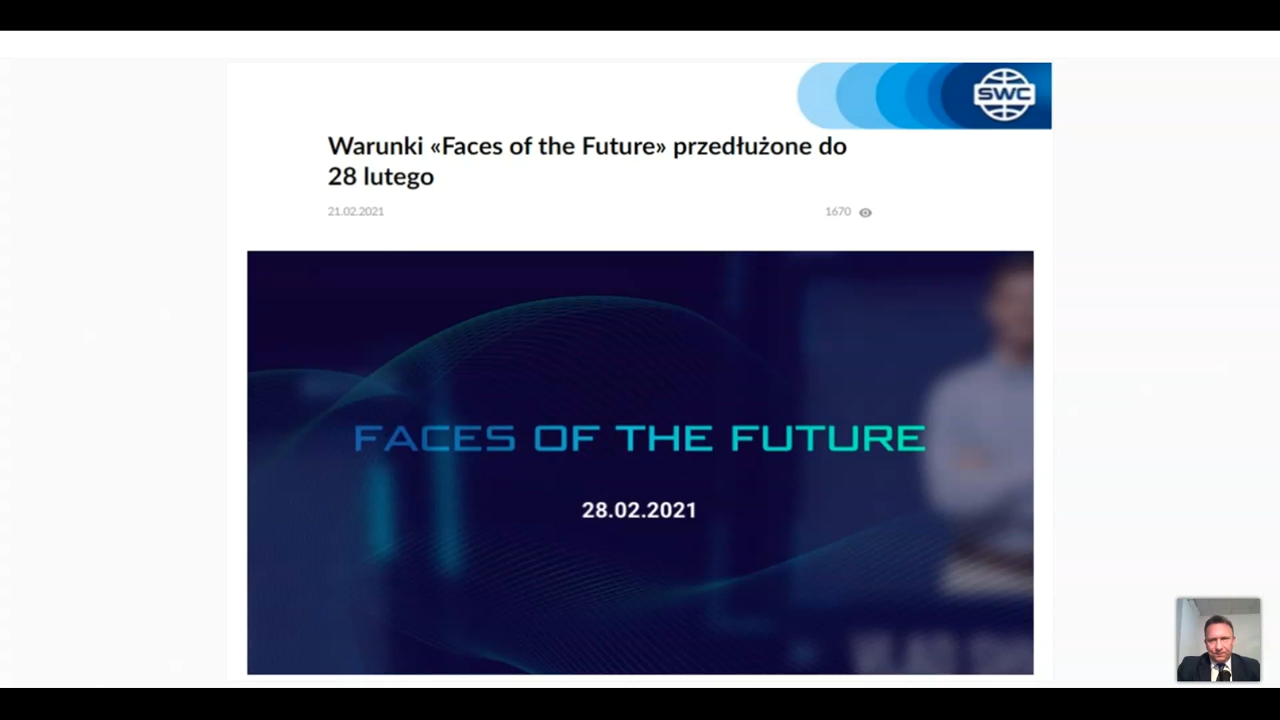 SWC
Warunki «Faces of the Future» przedłużone do
28 lutego
21.02.2021
1670
FACES OF THE FUTURE
28.02.2021